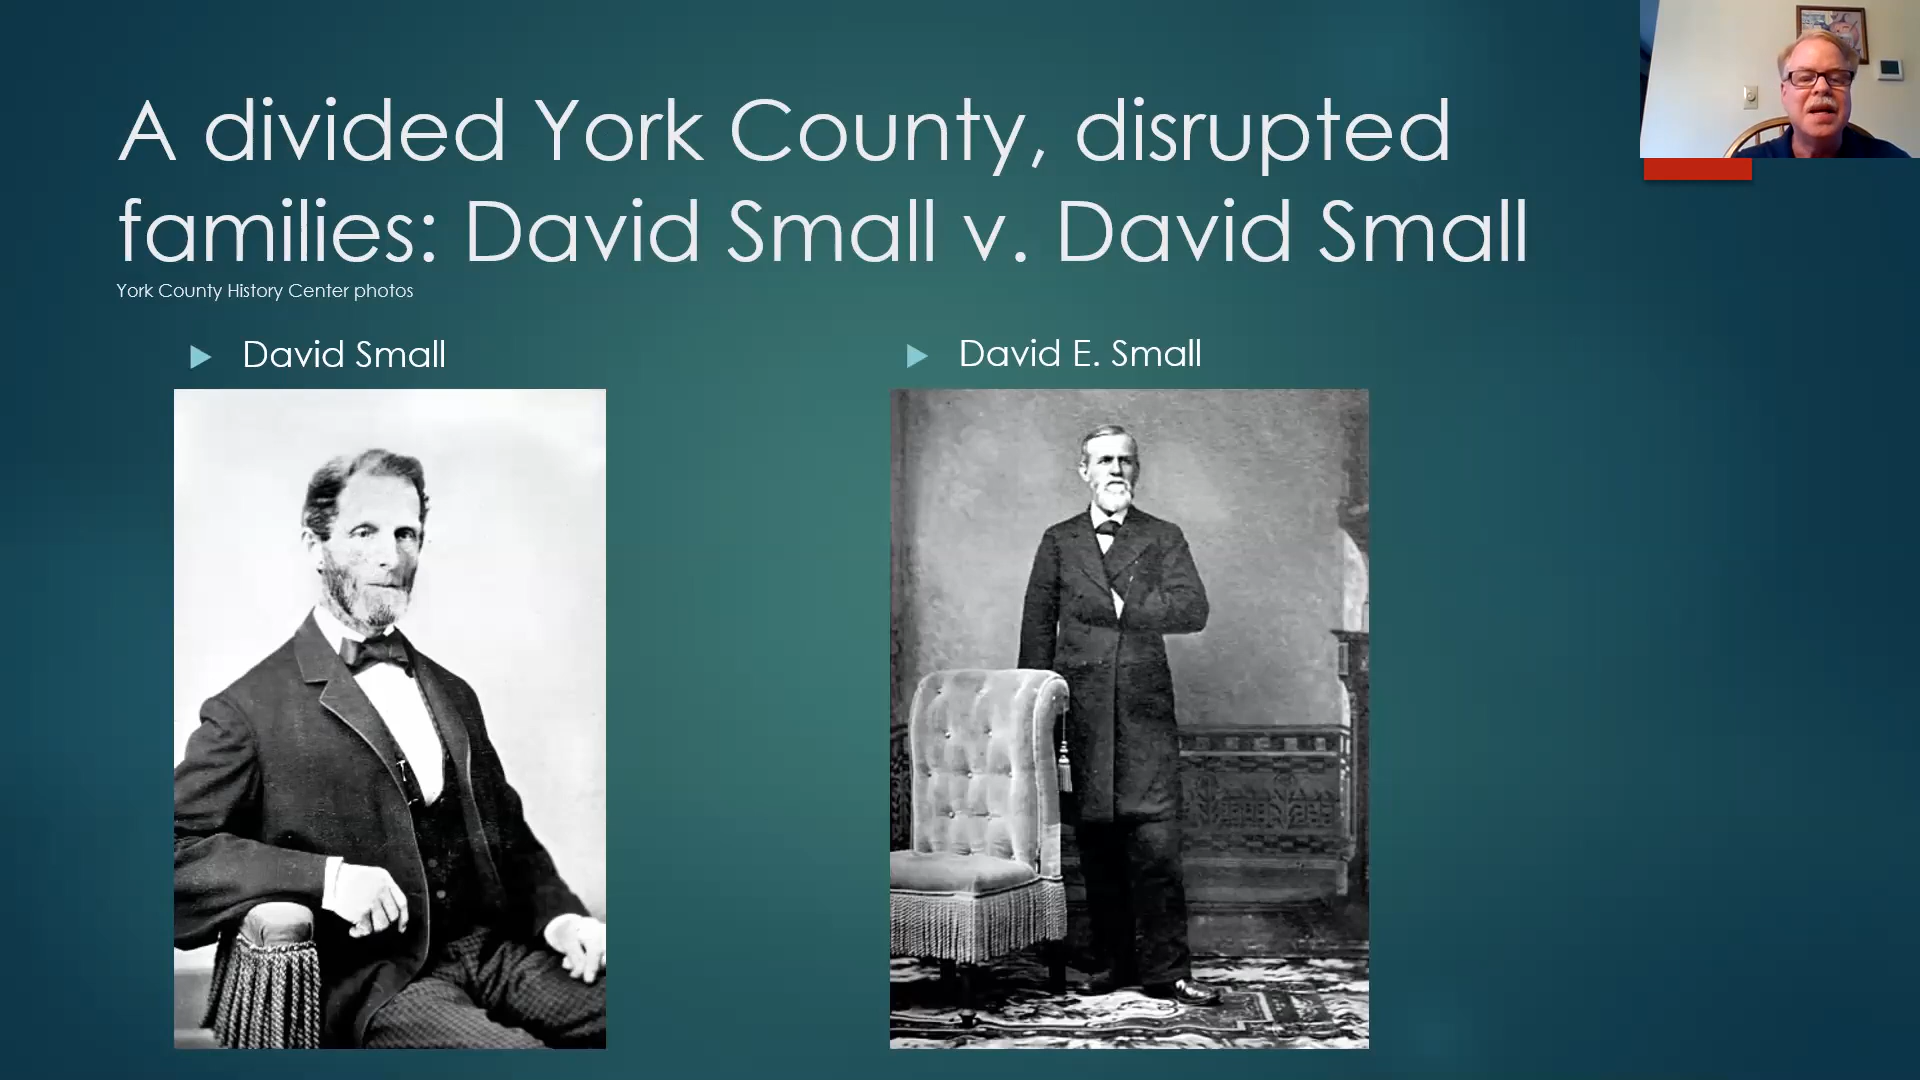 A divided York County, disrupted
families: David Small v. David Small
York County History Center photos
David Small
David E. Small